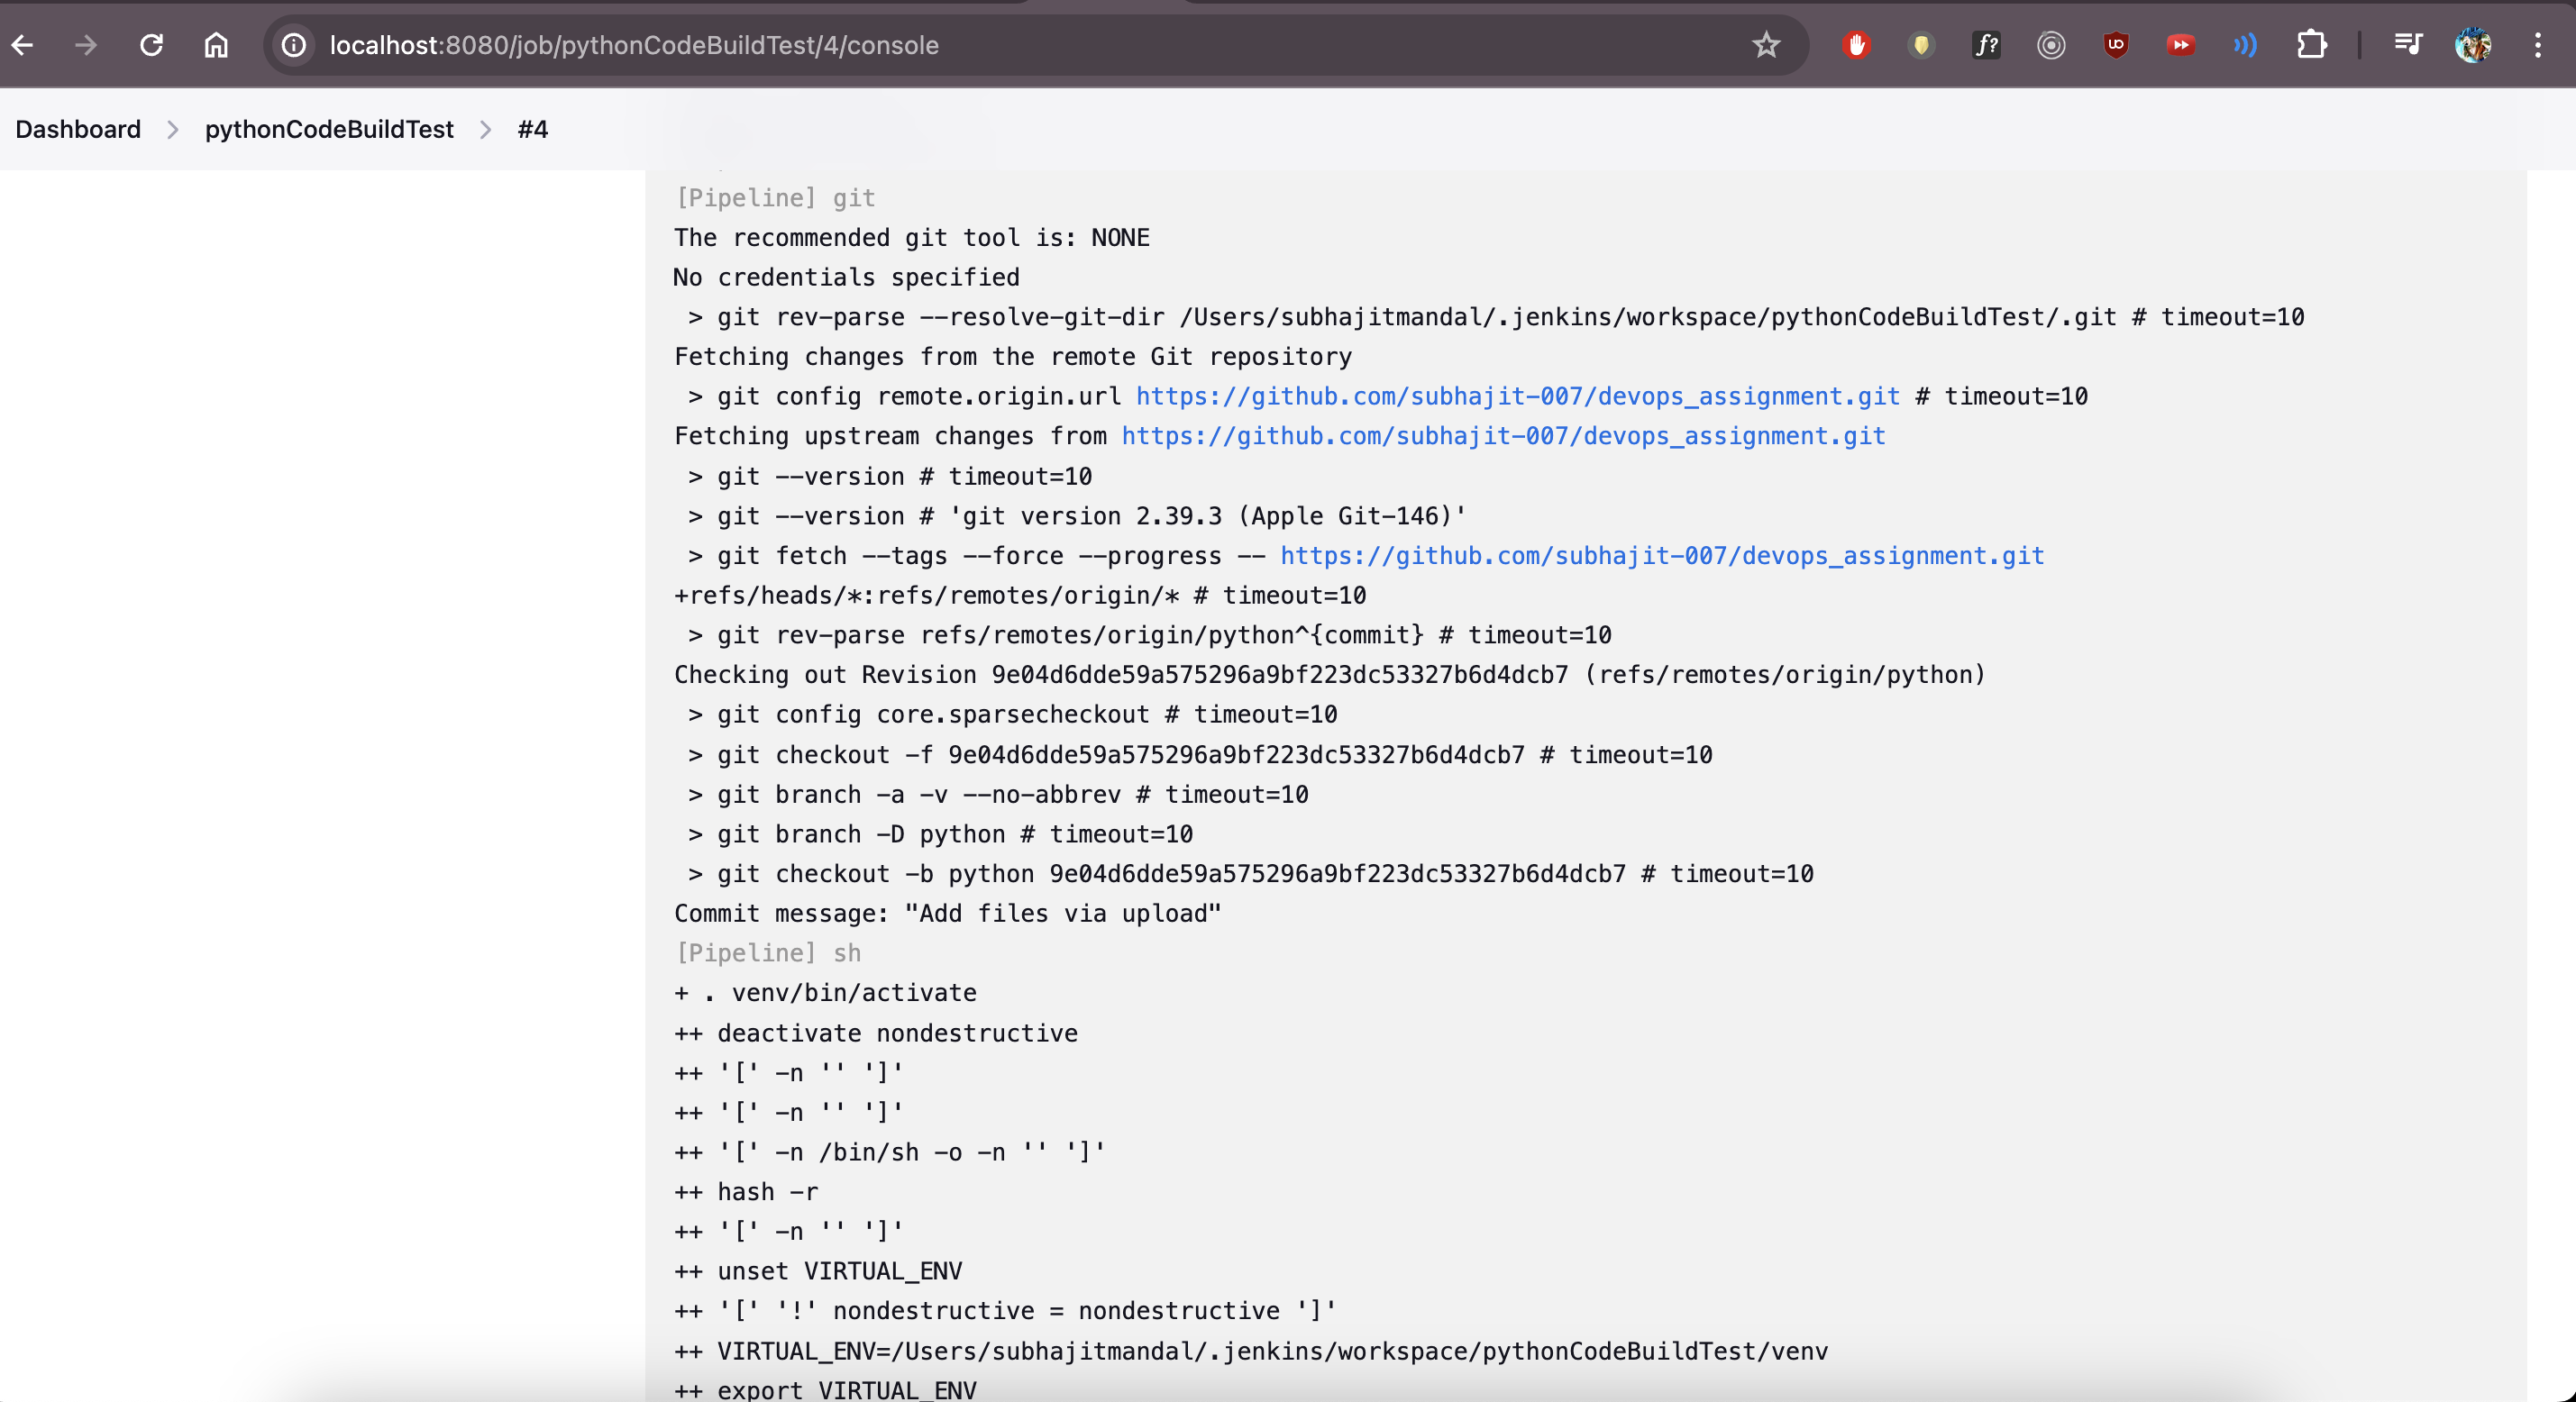 localhost:8080/job/pythonCodeBuildTest/4/console
Dashboard > pythonCodeBuildTest > #4
[Pipeline] git
The recommended git tool is: NONE
No credentials specified
 > git rev-parse --resolve-git-dir /Users/subhajitmandal/.jenkins/workspace/pythonCodeBuildTest/.git # timeout=10
Fetching changes from the remote Git repository
 > git config remote.origin.url https://github.com/subhajit-007/devops_assignment.git # timeout=10
Fetching upstream changes from https://github.com/subhajit-007/devops_assignment.git
 > git --version # timeout=10
 > git --version # 'git version 2.39.3 (Apple Git-146)'
 > git fetch --tags --force --progress -- https://github.com/subhajit-007/devops_assignment.git
+refs/heads/*:refs/remotes/origin/* # timeout=10
 > git rev-parse refs/remotes/origin/python^{commit} # timeout=10
Checking out Revision 9e04d6dde59a575296a9bf223dc53327b6d4dcb7 (refs/remotes/origin/python)
 > git config core.sparsecheckout # timeout=10
 > git checkout -f 9e04d6dde59a575296a9bf223dc53327b6d4dcb7 # timeout=10
 > git branch -a -v --no-abbrev # timeout=10
 > git branch -D python # timeout=10
 > git checkout -b python 9e04d6dde59a575296a9bf223dc53327b6d4dcb7 # timeout=10
Commit message: "Add files via upload"
[Pipeline] sh
+ . venv/bin/activate
++ deactivate nondestructive
++ '[' -n '' ']'
++ '[' -n '' ']'
++ '[' -n /bin/sh -o -n '' ']'
++ hash -r
++ '[' -n '' ']'
++ unset VIRTUAL_ENV
++ '[' '!' nondestructive = nondestructive ']'
++ VIRTUAL_ENV=/Users/subhajitmandal/.jenkins/workspace/pythonCodeBuildTest/venv
++ export VIRTUAL_ENV